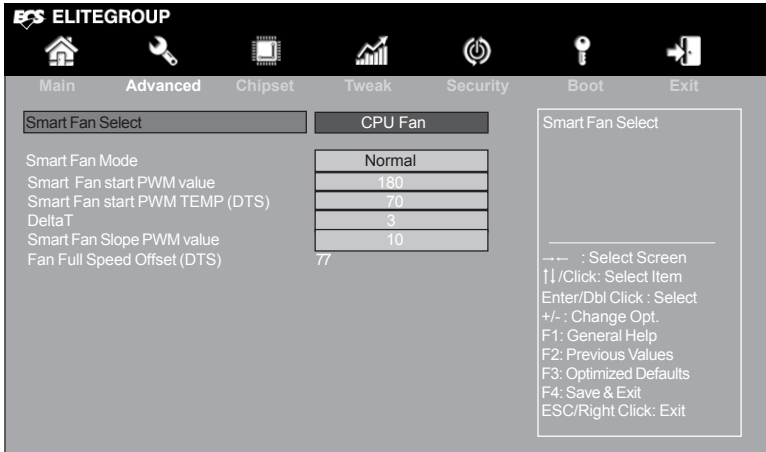 ECS ELITEGROUP
Main Advanced Chipset Tweak Security Boot Exit
Smart Fan Select CPU Fan
Smart Fan Mode Normal
Smart Fan start PWM value 180
Smart Fan start PWM TEMP (DTS) 70
DeltaT 3
Smart Fan Slope PWM value 10
Fan Full Speed Offset (DTS) 77
Smart Fan Select
→← : Select Screen
↑↓/Click: Select Item
Enter/Dbl Click : Select
+/- : Change Opt.
F1: General Help
F2: Previous Values
F3: Optimized Defaults
F4: Save & Exit
ESC/Right Click: Exit